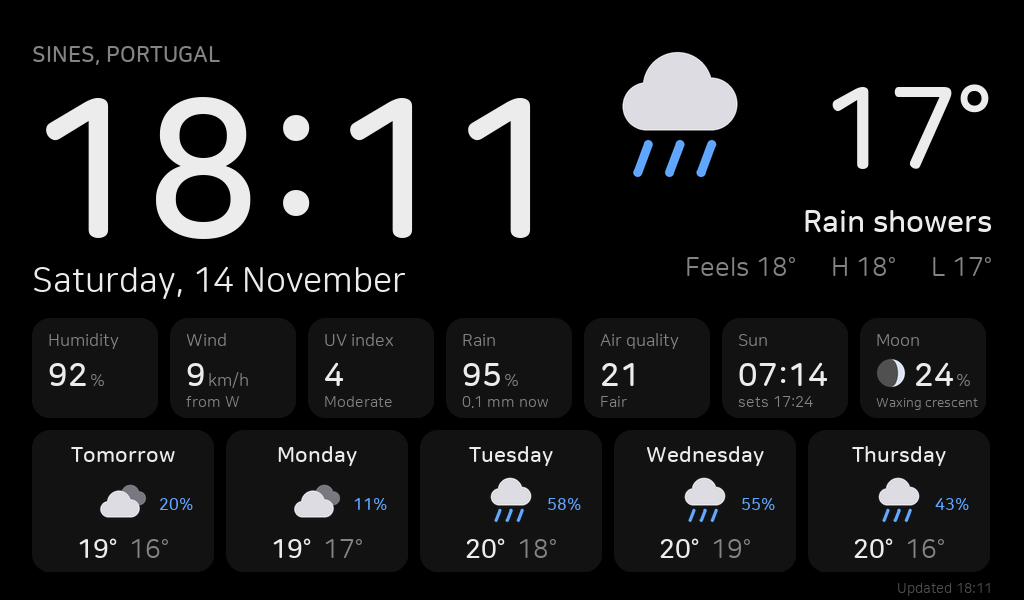 SINES, PORTUGAL
18:11
17°
Rain showers
Feels 18° H 18° L 17°
Saturday, 14 November
Humidity
92%
Wind
9 km/h
from W
UV index
4
Moderate
Rain
95%
0.1 mm now
Air quality
21
Fair
Sun
07:14
sets 17:24
Moon
24%
Waxing crescent
Tomorrow
20%
19° 16°
Monday
11%
19° 17°
Tuesday
58%
20° 18°
Wednesday
55%
20° 19°
Thursday
43%
20° 16°
Updated 18:11